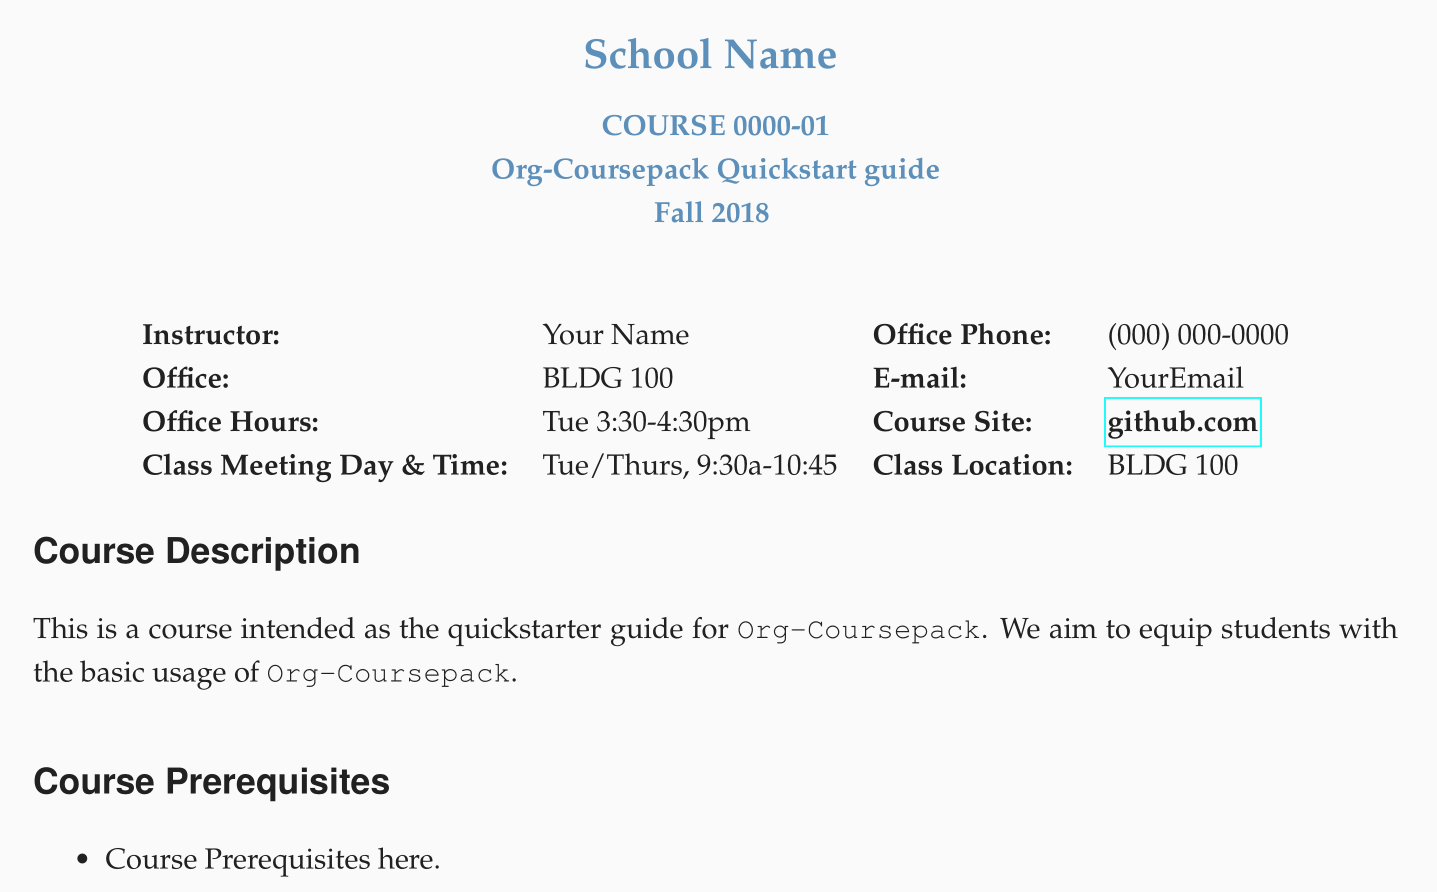 School Name
COURSE 0000-01
Org-Coursepack Quickstart guide
Fall 2018
Instructor: Your Name Office Phone: (000) 000-0000
Office: BLDG 100 E-mail: YourEmail
Office Hours: Tue 3:30-4:30pm Course Site: github.com
Class Meeting Day & Time: Tue/Thurs, 9:30a-10:45 Class Location: BLDG 100
Course Description
This is a course intended as the quickstarter guide for Org-Coursepack. We aim to equip students with
the basic usage of Org-Coursepack.
Course Prerequisites
• Course Prerequisites here.